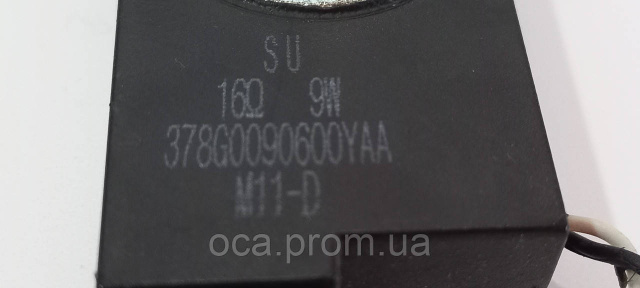 SU
16Ω 9W
378G0090600YAA
M11-D
oca.prom.ua